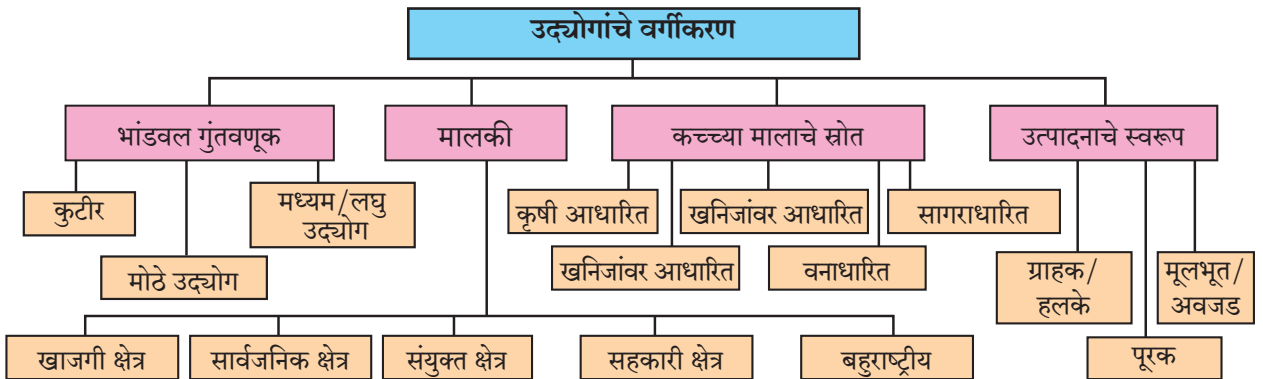 उद्योगांचे वर्गीकरण
भांडवल गुंतवणूक
मालकी
कच्च्या मालाचे स्रोत
उत्पादनाचे स्वरूप
कुटीर
मध्यम/लघु
उद्योग
मोठे उद्योग
कृषी आधारित
खनिजांवर आधारित
सागराधारित
खनिजांवर आधारित
वनाधारित
ग्राहक/
हलके
मूलभूत/
अवजड
पूरक
खाजगी क्षेत्र
सार्वजनिक क्षेत्र
संयुक्त क्षेत्र
सहकारी क्षेत्र
बहुराष्ट्रीय